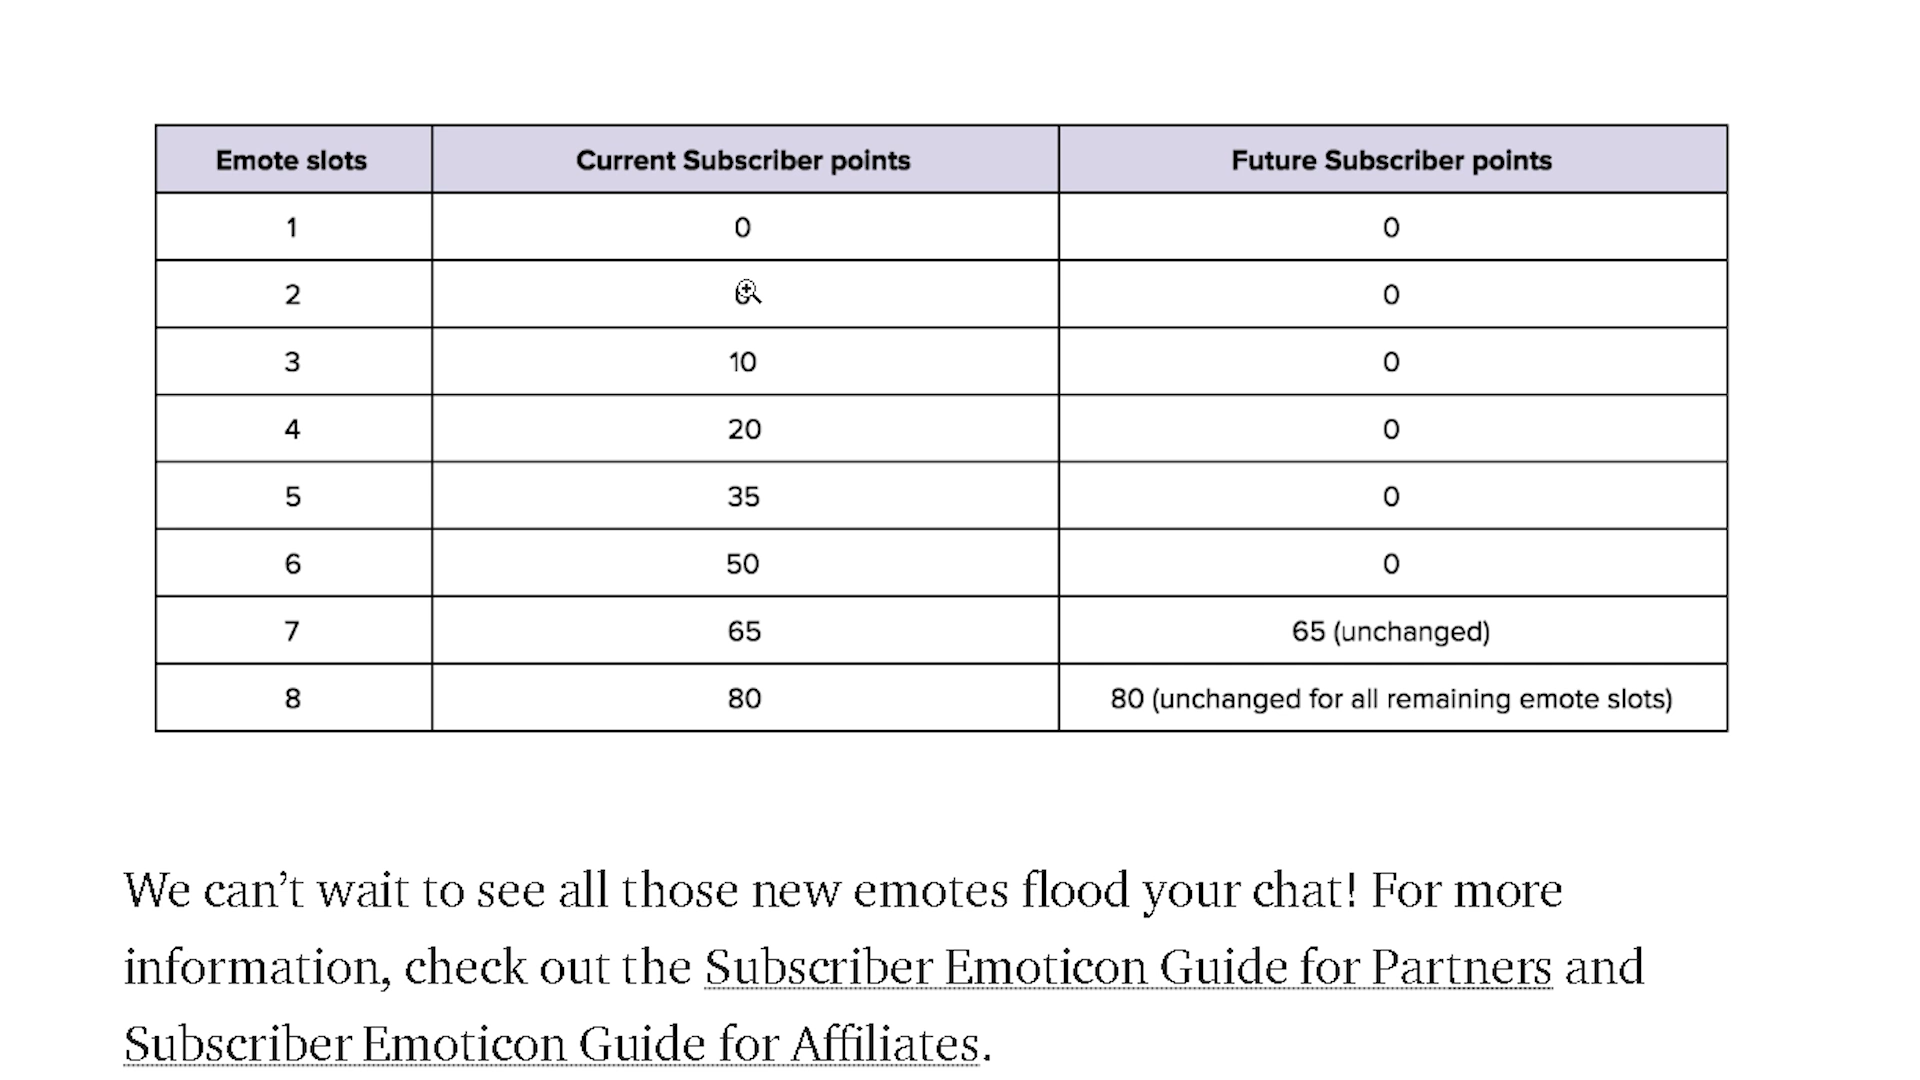 Emote slots Current Subscriber points Future Subscriber points
1 0 0
2 0
3 10 0
4 20 0
5 35 0
6 50 0
7 65 65 (unchanged)
8 80 80 (unchanged for all remaining emote slots)
We can’t wait to see all those new emotes flood your chat! For more
information, check out the Subscriber Emoticon Guide for Partners and
Subscriber Emoticon Guide for Affiliates.